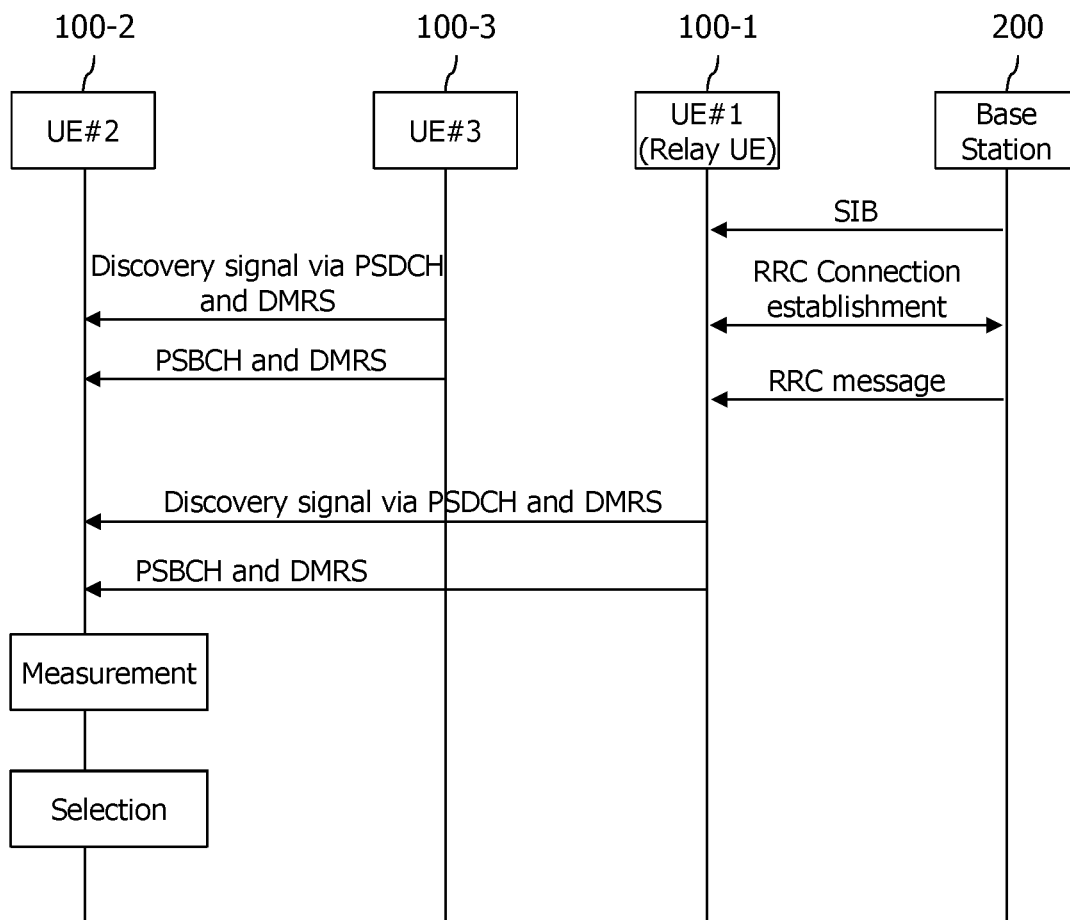 100-2
100-3
100-1
200
UE#2
UE#3
UE#1
(Relay UE)
Base
Station
SIB
Discovery signal via PSDCH
and DMRS
RRC Connection
establishment
PSBCH and DMRS
RRC message
Discovery signal via PSDCH and DMRS
PSBCH and DMRS
Measurement
Selection